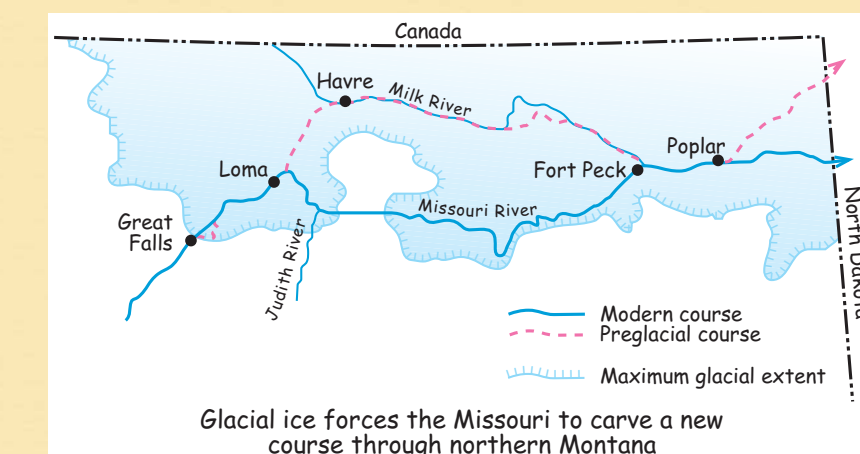 Canada
Havre
Milk River
Loma
Poplar
Fort Peck
Great
Falls
Missouri River
Judith River
North Dakota
Modern course
Preglacial course
Maximum glacial extent
Glacial ice forces the Missouri to carve a new
course through northern Montana